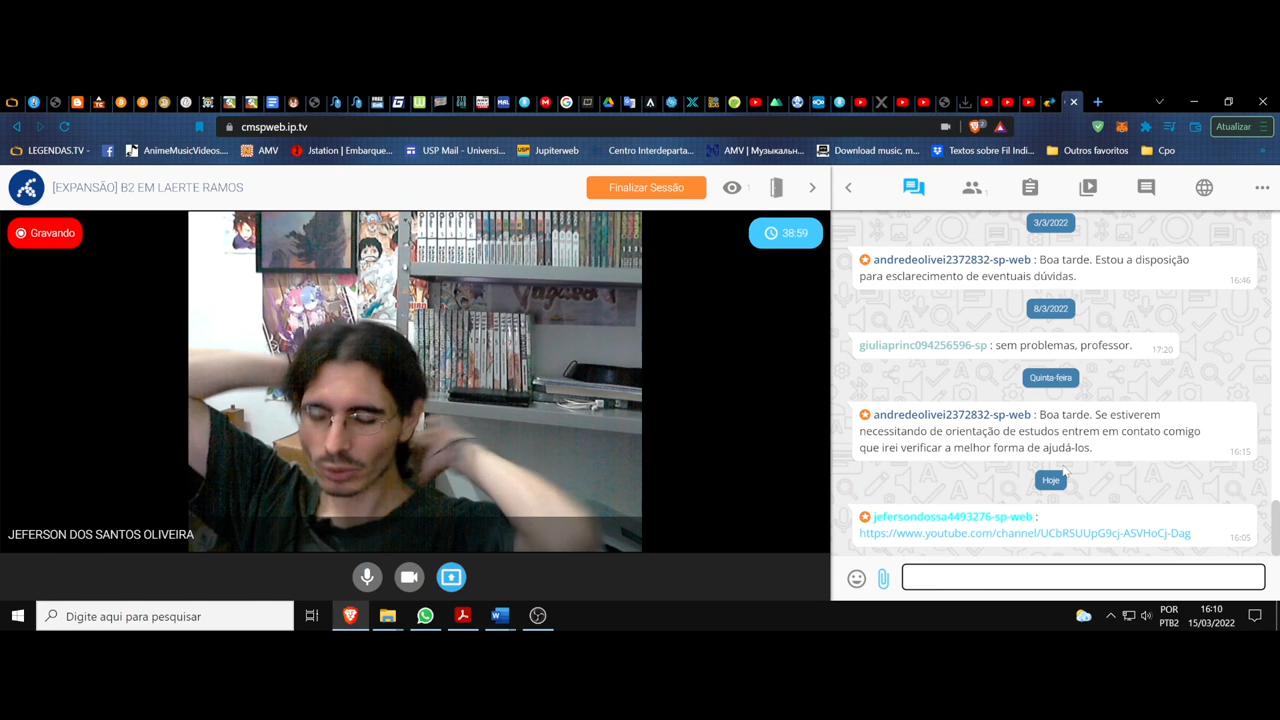 cmspweb.ip.tv
Atualizar
LEGENDAS.TV -
AnimeMusicVideos...
AMV
Jstation | Embarque...
USP Mail - Universi...
Jupiterweb
Centro Interdeparta...
AMV | Музыкальн...
Download music, m...
Textos sobre Fil Indi...
Outros favoritos
Cpo
[EXPANSÃO] B2 EM LAERTE RAMOS
Finalizar Sessão
1
1
Gravando
38:59
JEFERSON DOS SANTOS OLIVEIRA
3/3/2022
andredeolivei2372832-sp-web : Boa tarde. Estou a disposição
para esclarecimento de eventuais dúvidas.
16:46
8/3/2022
giuliaprinc094256596-sp : sem problemas, professor.
17:20
Quinta-feira
andredeolivei2372832-sp-web : Boa tarde. Se estiverem
necessitando de orientação de estudos entrem em contato comigo
que irei verificar a melhor forma de ajudá-los.
16:15
Hoje
jefersondossa4493276-sp-web :
https://www.youtube.com/channel/UCbRSUUpG9cj-ASVHoCj-Dag
16:05
Digite aqui para pesquisar
POR
PTB2
16:10
15/03/2022